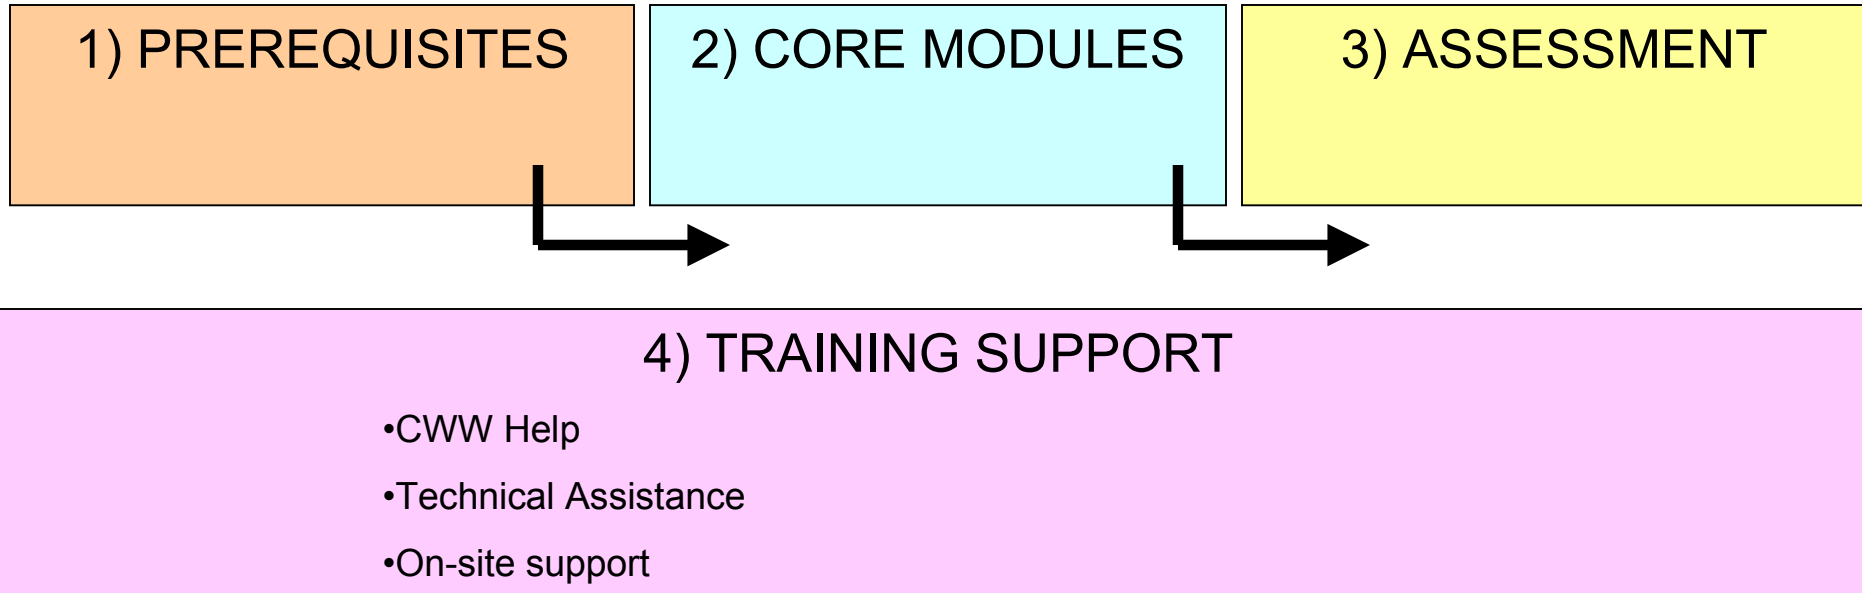 1) PREREQUISITES
2) CORE MODULES
3) ASSESSMENT
4) TRAINING SUPPORT
•CWW Help
•Technical Assistance
•On-site support